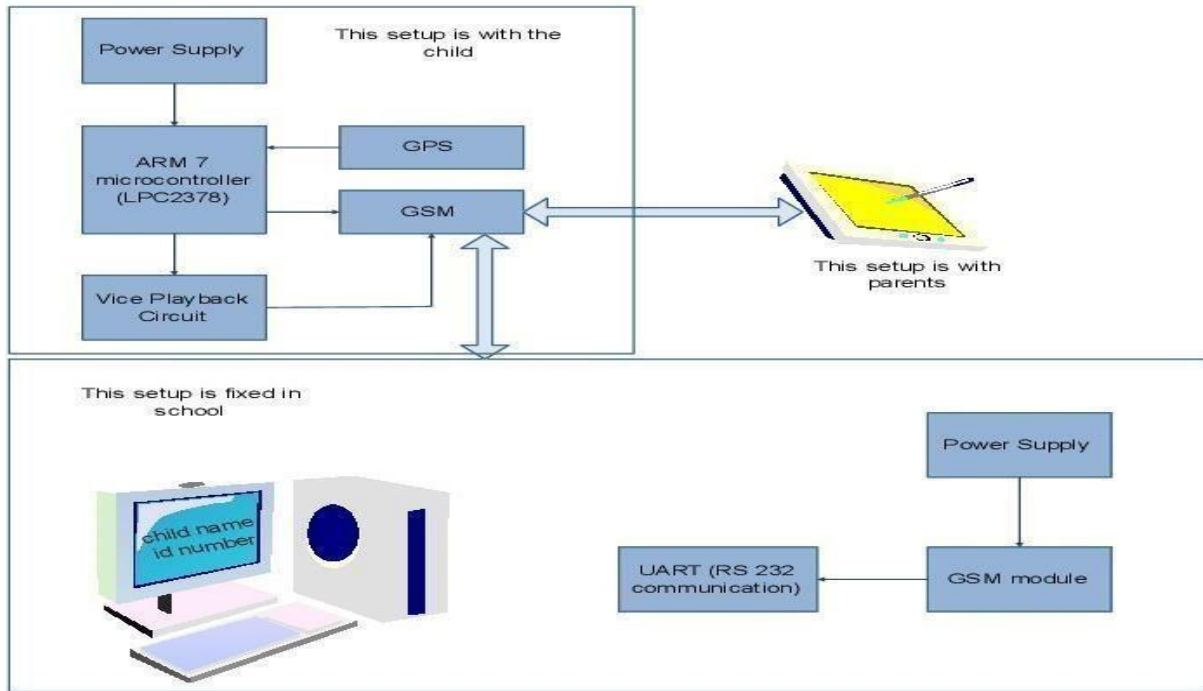 Power Supply
This setup is with the
child
ARM 7
microcontroller
(LPC2378)
GPS
GSM
Vice Playback
Circuit
This setup is with
parents
This setup is fixed in
school
child name
id number
Power Supply
UART (RS 232
communication)
GSM module